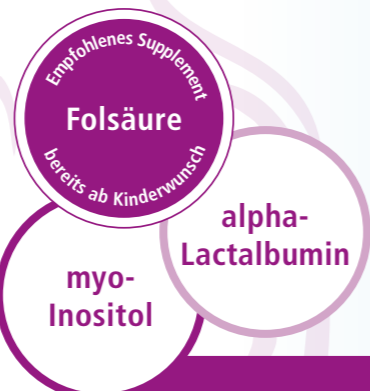 Empfohlenes Supplement
Folsäure
bereits ab Kinderwunsch
alpha-
Lactalbumin
myo-
Inositol